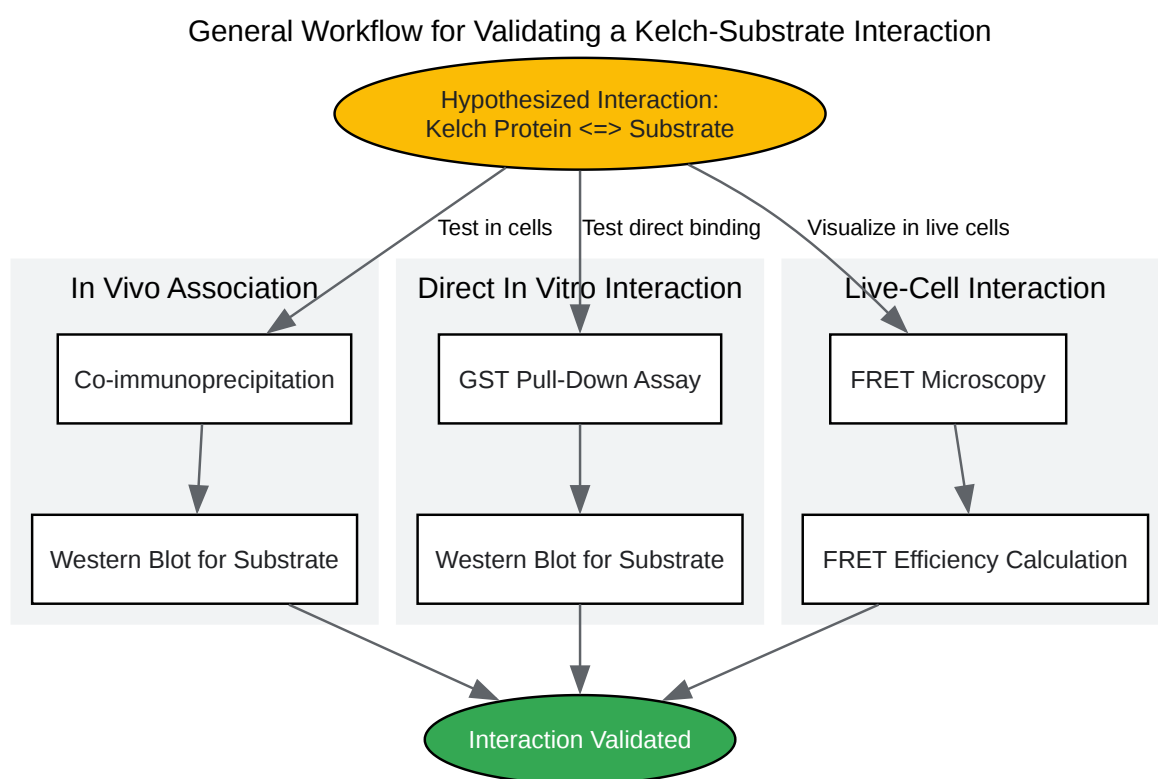 General Workflow for Validating a Kelch-Substrate Interaction
Hypothesized Interaction:
Kelch Protein <=> Substrate
Test in cells
Test direct binding
Visualize in live cells
In Vivo Association
Direct In Vitro Interaction
Live-Cell Interaction
Co-immunoprecipitation
GST Pull-Down Assay
FRET Microscopy
Western Blot for Substrate
Western Blot for Substrate
FRET Efficiency Calculation
Interaction Validated